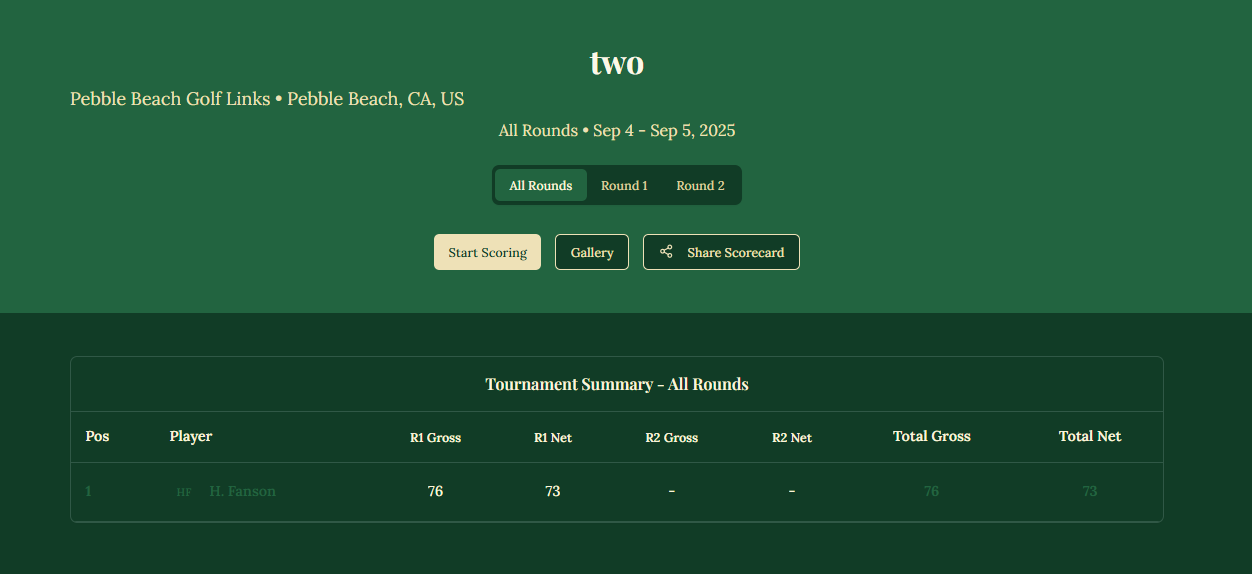 two
Pebble Beach Golf Links • Pebble Beach, CA, US
All Rounds • Sep 4 - Sep 5, 2025
All Rounds Round 1 Round 2
Start Scoring Gallery Share Scorecard
Tournament Summary - All Rounds
Pos Player R1 Gross R1 Net R2 Gross R2 Net Total Gross Total Net
1 HF H. Fanson 76 73 - - 76 73